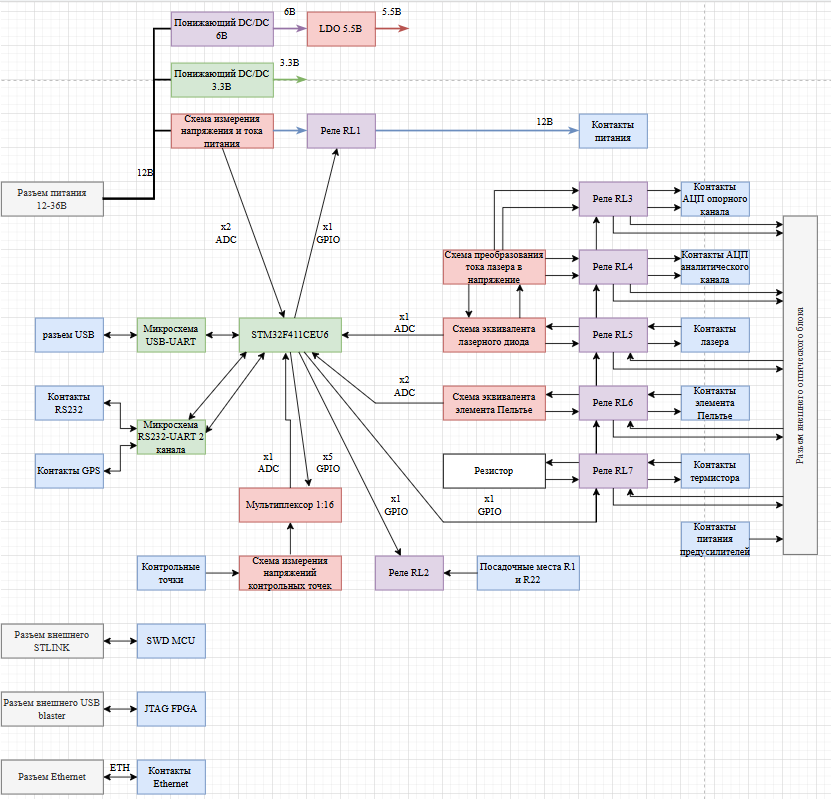 6В
5.5В
Понижающий DC/DC
6В
LDO 5.5В
3.3В
Понижающий DC/DC
3.3В
Схема измерения
напряжения и тока
питания
Реле RL1
12В
Контакты
питания
12В
Разъем питания
12-36В
x2
ADC
x1
GPIO
Реле RL3
Контакты
АЦП опорного
канала
Схема преобразования
тока лазера в
напряжение
Реле RL4
Контакты АЦП
аналитического
канала
разъем USB
Микросхема
USB-UART
STM32F411CEU6
x1
ADC
Схема эквивалента
лазерного диода
Реле RL5
Контакты
лазера
Разъем внешнего оптического блока
Контакты
RS232
x2
ADC
Схема эквивалента
элемента Пельтье
Реле RL6
Контакты
элемента
Пельтье
Микросхема
RS232-UART 2
канала
Контакты GPS
x1
ADC
x5
GPIO
Резистор
Реле RL7
Контакты
термистора
Мультиплексор 1:16
x1
GPIO
x1
GPIO
Контакты
питания
предусилителей
Контрольные
точки
Схема измерения
напряжений
контрольных точек
Реле RL2
Посадочные места R1
и R22
Разъем внешнего
STLINK
SWD MCU
Разъем внешнего USB
blaster
JTAG FPGA
Разъем Ethernet
ETH
Контакты
Ethernet